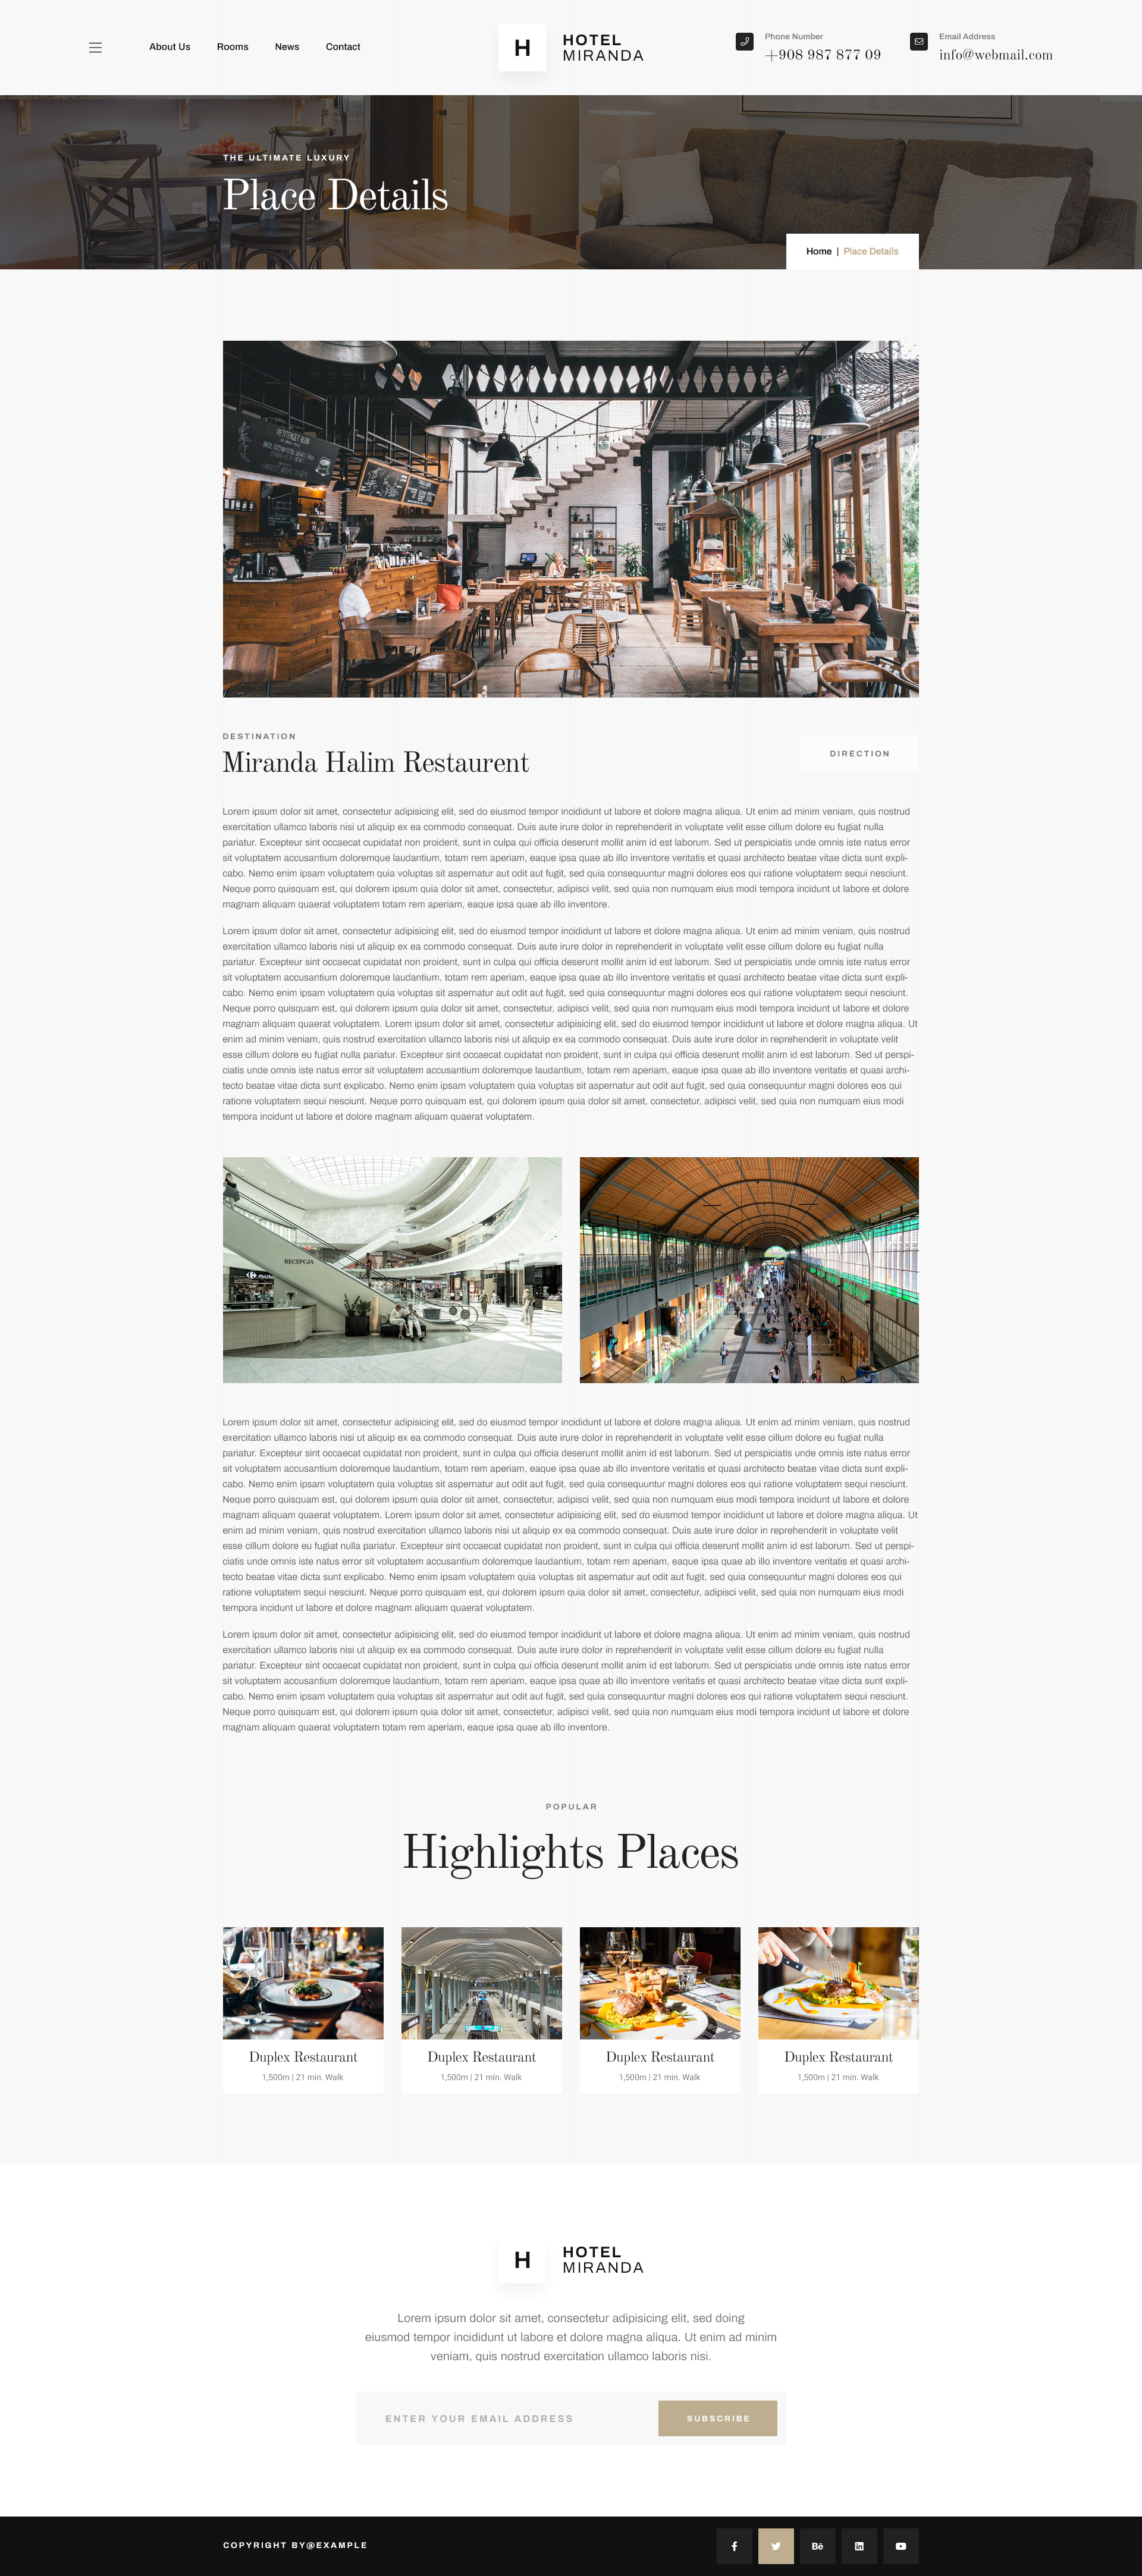 About Us Rooms News Contact
H
HOTEL
MIRANDA
Phone Number
+908 987 877 09
Email Address
info@webmail.com
THE ULTIMATE LUXURY
Place Details
Home | Place Details
DESTINATION
Miranda Halim Restaurent
DIRECTION
Lorem ipsum dolor sit amet, consectetur adipisicing elit, sed do eiusmod tempor incididunt ut labore et dolore magna aliqua. Ut enim ad minim veniam, quis nostrud
exercitation ullamco laboris nisi ut aliquip ex ea commodo consequat. Duis aute irure dolor in reprehenderit in voluptate velit esse cillum dolore eu fugiat nulla
pariatur. Excepteur sint occaecat cupidatat non proident, sunt in culpa qui officia deserunt mollit anim id est laborum. Sed ut perspiciatis unde omnis iste natus error
sit voluptatem accusantium doloremque laudantium, totam rem aperiam, eaque ipsa quae ab illo inventore veritatis et quasi architecto beatae vitae dicta sunt expli-
cabo. Nemo enim ipsam voluptatem quia voluptas sit aspernatur aut odit aut fugit, sed quia consequuntur magni dolores eos qui ratione voluptatem sequi nesciunt.
Neque porro quisquam est, qui dolorem ipsum quia dolor sit amet, consectetur, adipisci velit, sed quia non numquam eius modi tempora incidunt ut labore et dolore
magnam aliquam quaerat voluptatem totam rem aperiam, eaque ipsa quae ab illo inventore.
Lorem ipsum dolor sit amet, consectetur adipisicing elit, sed do eiusmod tempor incididunt ut labore et dolore magna aliqua. Ut enim ad minim veniam, quis nostrud
exercitation ullamco laboris nisi ut aliquip ex ea commodo consequat. Duis aute irure dolor in reprehenderit in voluptate velit esse cillum dolore eu fugiat nulla
pariatur. Excepteur sint occaecat cupidatat non proident, sunt in culpa qui officia deserunt mollit anim id est laborum. Sed ut perspiciatis unde omnis iste natus error
sit voluptatem accusantium doloremque laudantium, totam rem aperiam, eaque ipsa quae ab illo inventore veritatis et quasi architecto beatae vitae dicta sunt expli-
cabo. Nemo enim ipsam voluptatem quia voluptas sit aspernatur aut odit aut fugit, sed quia consequuntur magni dolores eos qui ratione voluptatem sequi nesciunt.
Neque porro quisquam est, qui dolorem ipsum quia dolor sit amet, consectetur, adipisci velit, sed quia non numquam eius modi tempora incidunt ut labore et dolore
magnam aliquam quaerat voluptatem. Lorem ipsum dolor sit amet, consectetur adipisicing elit, sed do eiusmod tempor incididunt ut labore et dolore magna aliqua. Ut
enim ad minim veniam, quis nostrud exercitation ullamco laboris nisi ut aliquip ex ea commodo consequat. Duis aute irure dolor in reprehenderit in voluptate velit
esse cillum dolore eu fugiat nulla pariatur. Excepteur sint occaecat cupidatat non proident, sunt in culpa qui officia deserunt mollit anim id est laborum. Sed ut perspi-
ciatis unde omnis iste natus error sit voluptatem accusantium doloremque laudantium, totam rem aperiam, eaque ipsa quae ab illo inventore veritatis et quasi archi-
tecto beatae vitae dicta sunt explicabo. Nemo enim ipsam voluptatem quia voluptas sit aspernatur aut odit aut fugit, sed quia consequuntur magni dolores eos qui
ratione voluptatem sequi nesciunt. Neque porro quisquam est, qui dolorem ipsum quia dolor sit amet, consectetur, adipisci velit, sed quia non numquam eius modi
tempora incidunt ut labore et dolore magnam aliquam quaerat voluptatem.
RECEPCJA
Lorem ipsum dolor sit amet, consectetur adipisicing elit, sed do eiusmod tempor incididunt ut labore et dolore magna aliqua. Ut enim ad minim veniam, quis nostrud
exercitation ullamco laboris nisi ut aliquip ex ea commodo consequat. Duis aute irure dolor in reprehenderit in voluptate velit esse cillum dolore eu fugiat nulla
pariatur. Excepteur sint occaecat cupidatat non proident, sunt in culpa qui officia deserunt mollit anim id est laborum. Sed ut perspiciatis unde omnis iste natus error
sit voluptatem accusantium doloremque laudantium, totam rem aperiam, eaque ipsa quae ab illo inventore veritatis et quasi architecto beatae vitae dicta sunt expli-
cabo. Nemo enim ipsam voluptatem quia voluptas sit aspernatur aut odit aut fugit, sed quia consequuntur magni dolores eos qui ratione voluptatem sequi nesciunt.
Neque porro quisquam est, qui dolorem ipsum quia dolor sit amet, consectetur, adipisci velit, sed quia non numquam eius modi tempora incidunt ut labore et dolore
magnam aliquam quaerat voluptatem. Lorem ipsum dolor sit amet, consectetur adipisicing elit, sed do eiusmod tempor incididunt ut labore et dolore magna aliqua. Ut
enim ad minim veniam, quis nostrud exercitation ullamco laboris nisi ut aliquip ex ea commodo consequat. Duis aute irure dolor in reprehenderit in voluptate velit
esse cillum dolore eu fugiat nulla pariatur. Excepteur sint occaecat cupidatat non proident, sunt in culpa qui officia deserunt mollit anim id est laborum. Sed ut perspi-
ciatis unde omnis iste natus error sit voluptatem accusantium doloremque laudantium, totam rem aperiam, eaque ipsa quae ab illo inventore veritatis et quasi archi-
tecto beatae vitae dicta sunt explicabo. Nemo enim ipsam voluptatem quia voluptas sit aspernatur aut odit aut fugit, sed quia consequuntur magni dolores eos qui
ratione voluptatem sequi nesciunt. Neque porro quisquam est, qui dolorem ipsum quia dolor sit amet, consectetur, adipisci velit, sed quia non numquam eius modi
tempora incidunt ut labore et dolore magnam aliquam quaerat voluptatem.
Lorem ipsum dolor sit amet, consectetur adipisicing elit, sed do eiusmod tempor incididunt ut labore et dolore magna aliqua. Ut enim ad minim veniam, quis nostrud
exercitation ullamco laboris nisi ut aliquip ex ea commodo consequat. Duis aute irure dolor in reprehenderit in voluptate velit esse cillum dolore eu fugiat nulla
pariatur. Excepteur sint occaecat cupidatat non proident, sunt in culpa qui officia deserunt mollit anim id est laborum. Sed ut perspiciatis unde omnis iste natus error
sit voluptatem accusantium doloremque laudantium, totam rem aperiam, eaque ipsa quae ab illo inventore veritatis et quasi architecto beatae vitae dicta sunt expli-
cabo. Nemo enim ipsam voluptatem quia voluptas sit aspernatur aut odit aut fugit, sed quia consequuntur magni dolores eos qui ratione voluptatem sequi nesciunt.
Neque porro quisquam est, qui dolorem ipsum quia dolor sit amet, consectetur, adipisci velit, sed quia non numquam eius modi tempora incidunt ut labore et dolore
magnam aliquam quaerat voluptatem totam rem aperiam, eaque ipsa quae ab illo inventore.
POPULAR
Highlights Places
Duplex Restaurant
1,500m | 21 min. Walk
Duplex Restaurant
1,500m | 21 min. Walk
Duplex Restaurant
1,500m | 21 min. Walk
Duplex Restaurant
1,500m | 21 min. Walk
H
HOTEL
MIRANDA
Lorem ipsum dolor sit amet, consectetur adipisicing elit, sed doing
eiusmod tempor incididunt ut labore et dolore magna aliqua. Ut enim ad minim
veniam, quis nostrud exercitation ullamco laboris nisi.
ENTER YOUR EMAIL ADDRESS
SUBSCRIBE
COPYRIGHT BY@EXAMPLE